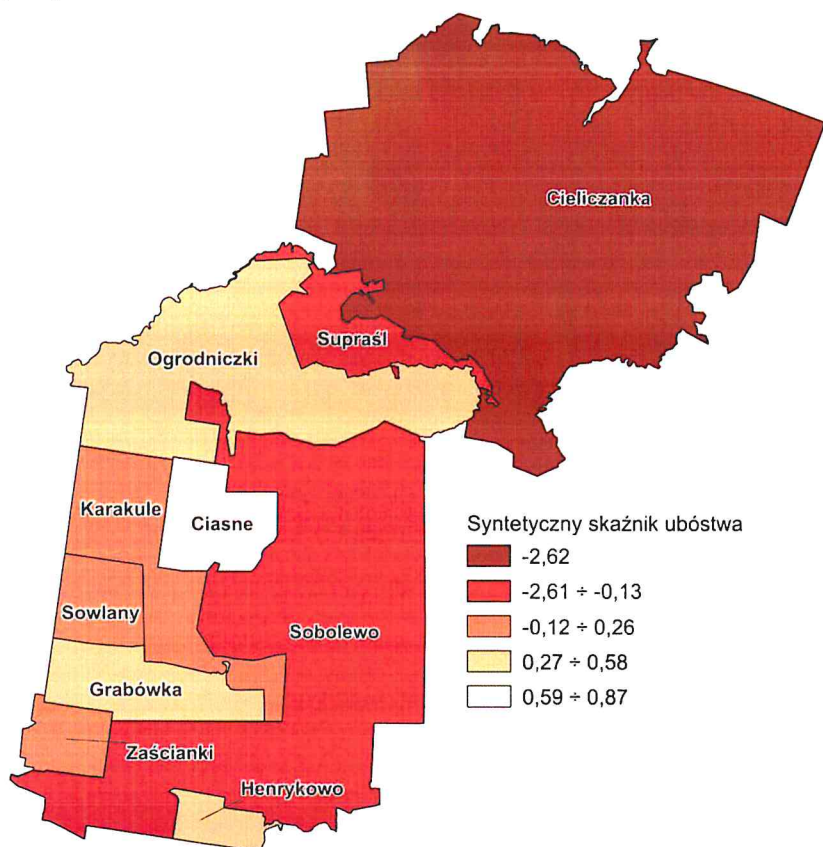 Cieliczanka
Supraśl
Ogrodniczki
Karakule
Ciasne
Syntetyczny skaźnik ubóstwa
-2,62
-2,61 ÷ -0,13
Sowlany
Sobolewo
-0,12 ÷ 0,26
0,27 ÷ 0,58
Grabówka
0,59 ÷ 0,87
Zaścianki
Henrykowo